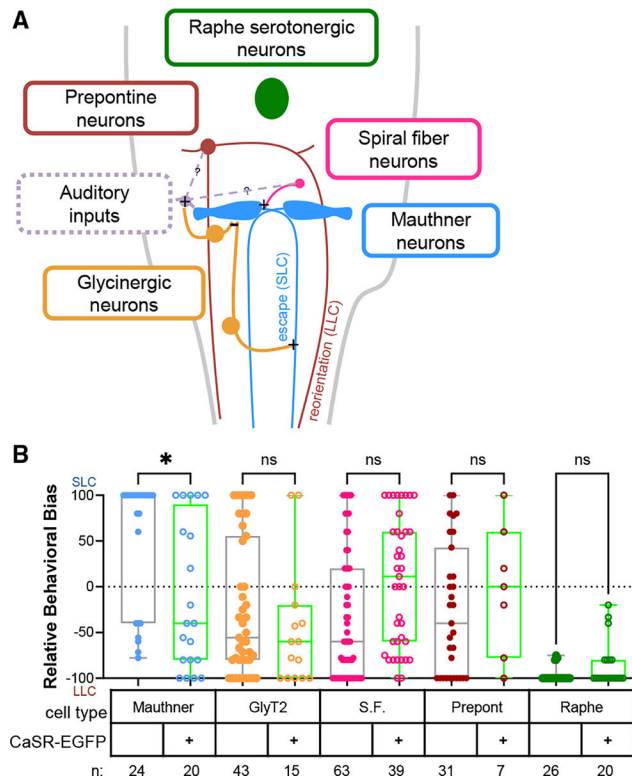 A
Raphe serotonergic
neurons
Prepontine
neurons
Spiral fiber
neurons
?
?
Auditory
inputs
+
+
-
Mauthner
neurons
Glycinergic
neurons
escape (SLC)
+
reorientation (LLC)
B
SLC
* ns ns ns ns
Relative Behavioral Bias
100
50
0
-50
-100
LLC
cell type Mauthner GlyT2 S.F. Prepont Raphe
CaSR-EGFP + + + + +
n: 24 20 43 15 63 39 31 7 26 20